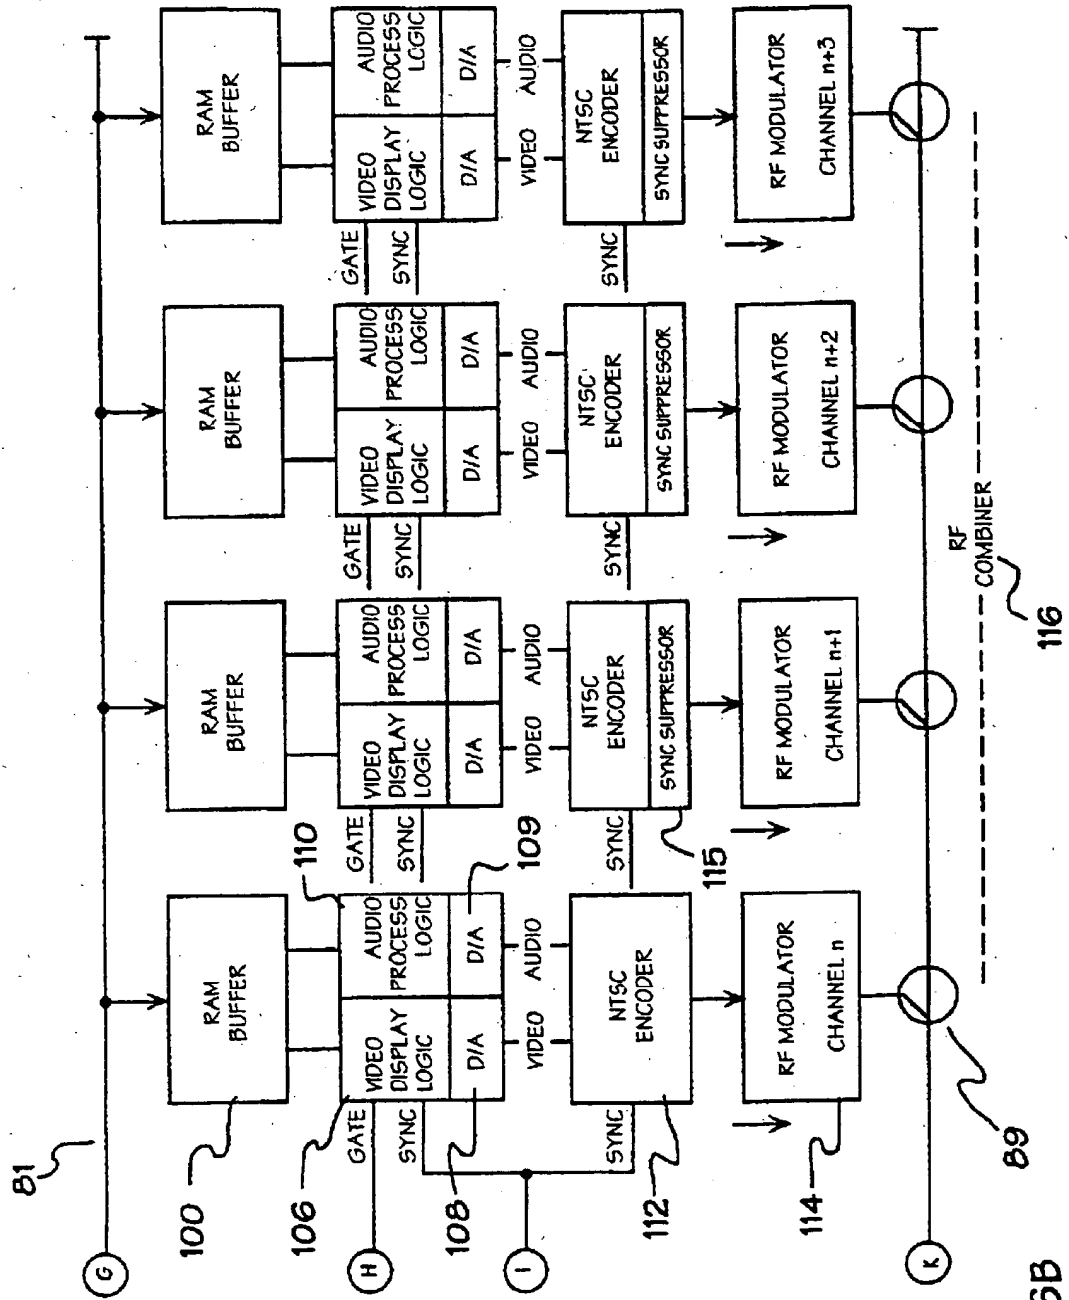 81
G
RAM
BUFFER
RAM
BUFFER
RAM
BUFFER
RAM
BUFFER
100
110
106
H
GATE
SYNC
VIDEO
DISPLAY
LOGIC
AUDIO
PROCESS
LOGIC
D/A
D/A
GATE
SYNC
VIDEO
DISPLAY
LOGIC
AUDIO
PROCESS
LOGIC
D/A
D/A
GATE
SYNC
VIDEO
DISPLAY
LOGIC
AUDIO
PROCESS
LOGIC
D/A
D/A
GATE
SYNC
VIDEO
DISPLAY
LOGIC
AUDIO
PROCESS
LOGIC
D/A
D/A
108
109
I
VIDEO
AUDIO
VIDEO
AUDIO
VIDEO
AUDIO
VIDEO
AUDIO
SYNC
NTSC
ENCODER
SYNC
NTSC
ENCODER
SYNC SUPPRESSOR
SYNC
NTSC
ENCODER
SYNC SUPPRESSOR
SYNC
NTSC
ENCODER
SYNC SUPPRESSOR
112
115
RF MODULATOR
CHANNEL n
RF MODULATOR
CHANNEL n+1
RF MODULATOR
CHANNEL n+2
RF MODULATOR
CHANNEL n+3
114
K
89
RF
COMBINER
116
6B